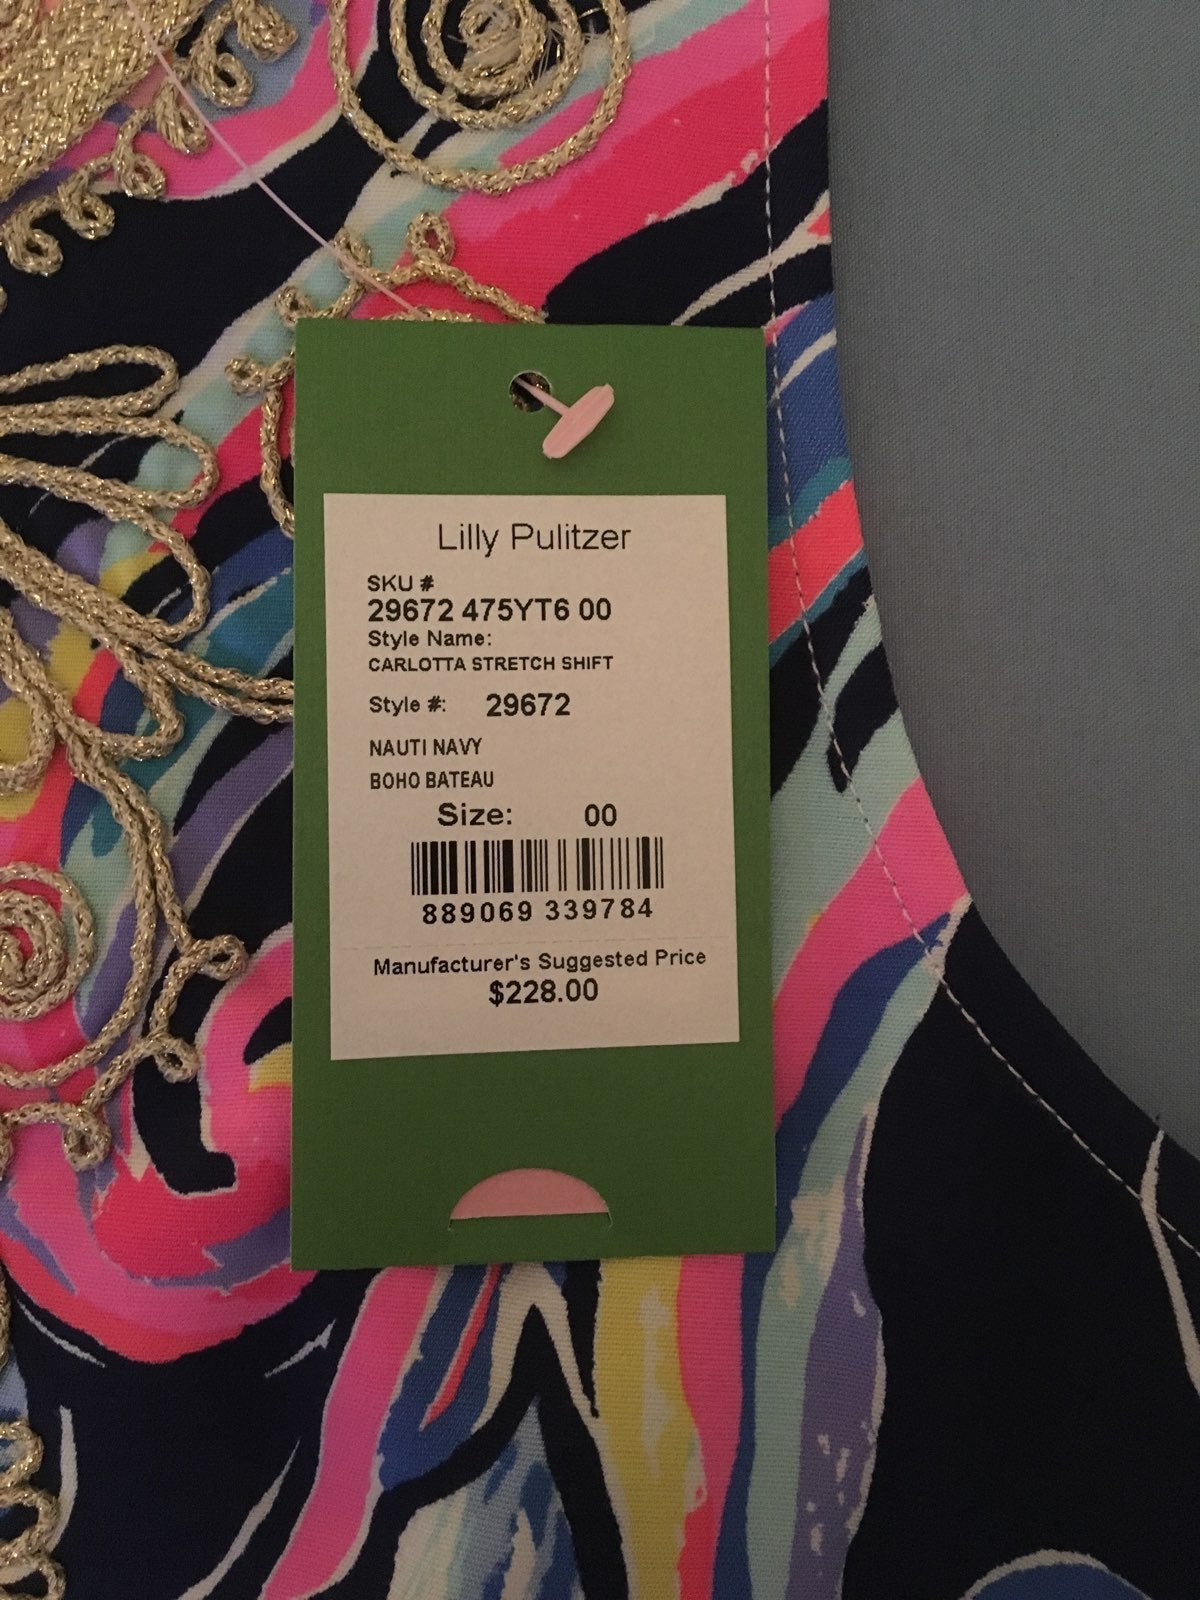 Lilly Pulitzer
SKU #
29672 475YT6 00
Style Name:
CARLOTTA STRETCH SHIFT
Style #: 29672
NAUTI NAVY
BOHO BATEAU
Size: 00
889069 339784
Manufacturer's Suggested Price
$228.00